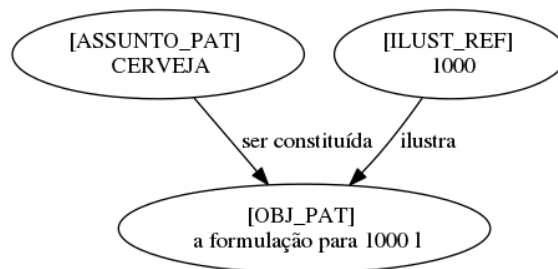 [ASSUNTO_PAT]
CERVEJA
[ILUST_REF]
1000
ser constituída
ilustra
[OBJ_PAT]
a formulação para 1000 l